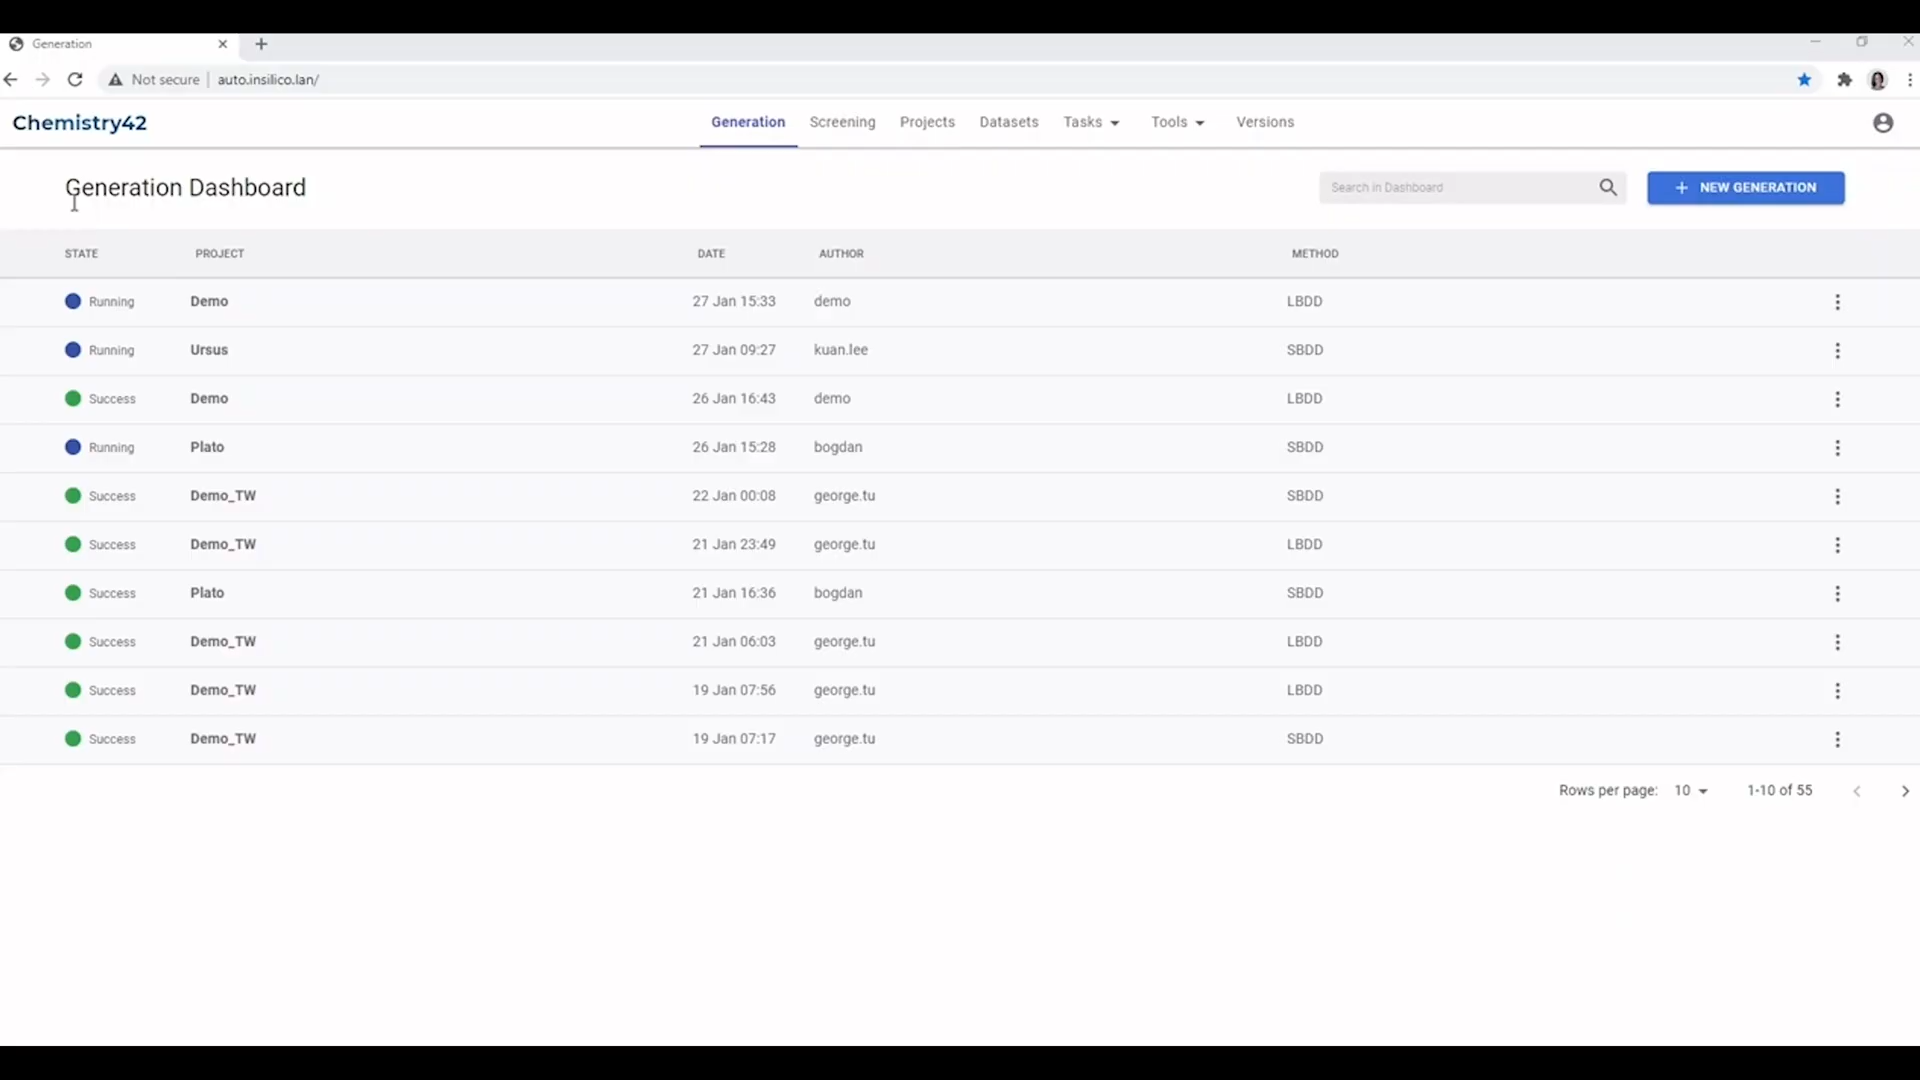 Generation
Not secure auto.insilico.lan/
Chemistry42 Generation Screening Projects Datasets Tasks Tools Versions
Generation Dashboard Search in Dashboard + NEW GENERATION
STATE PROJECT DATE AUTHOR METHOD
Running Demo 27 Jan 15:33 demo LBDD
Running Ursus 27 Jan 09:27 kuan.lee SBDD
Success Demo 26 Jan 16:43 demo LBDD
Running Plato 26 Jan 15:28 bogdan SBDD
Success Demo_TW 22 Jan 00:08 george.tu SBDD
Success Demo_TW 21 Jan 23:49 george.tu LBDD
Success Plato 21 Jan 16:36 bogdan SBDD
Success Demo_TW 21 Jan 06:03 george.tu LBDD
Success Demo_TW 19 Jan 07:56 george.tu LBDD
Success Demo_TW 19 Jan 07:17 george.tu SBDD
Rows per page: 10 1-10 of 55